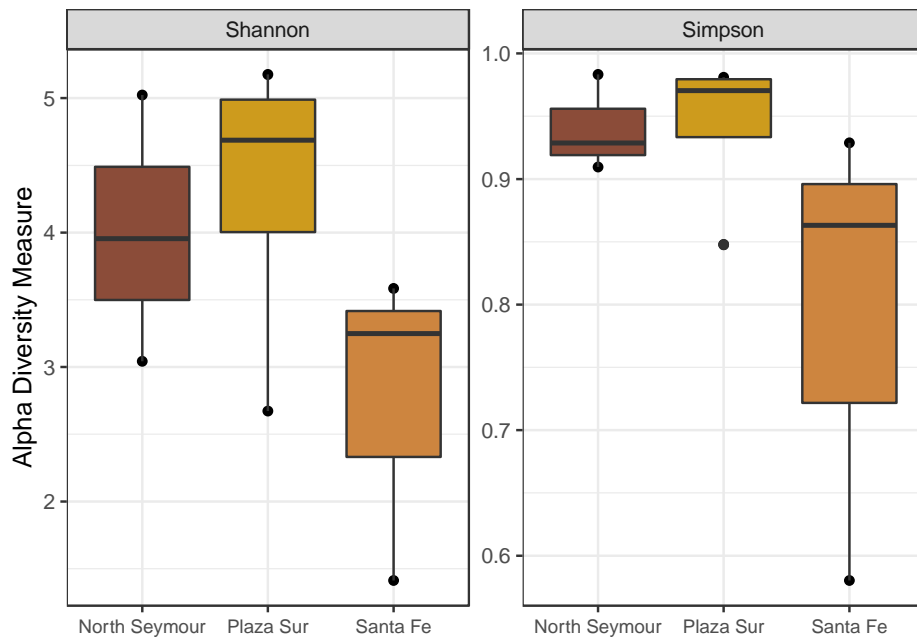 Shannon
Simpson
Alpha Diversity Measure
5
4
3
2
1.0
0.9
0.8
0.7
0.6
North Seymour Plaza Sur Santa Fe
North Seymour Plaza Sur Santa Fe